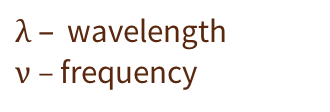 λ – wavelength
ν – frequency